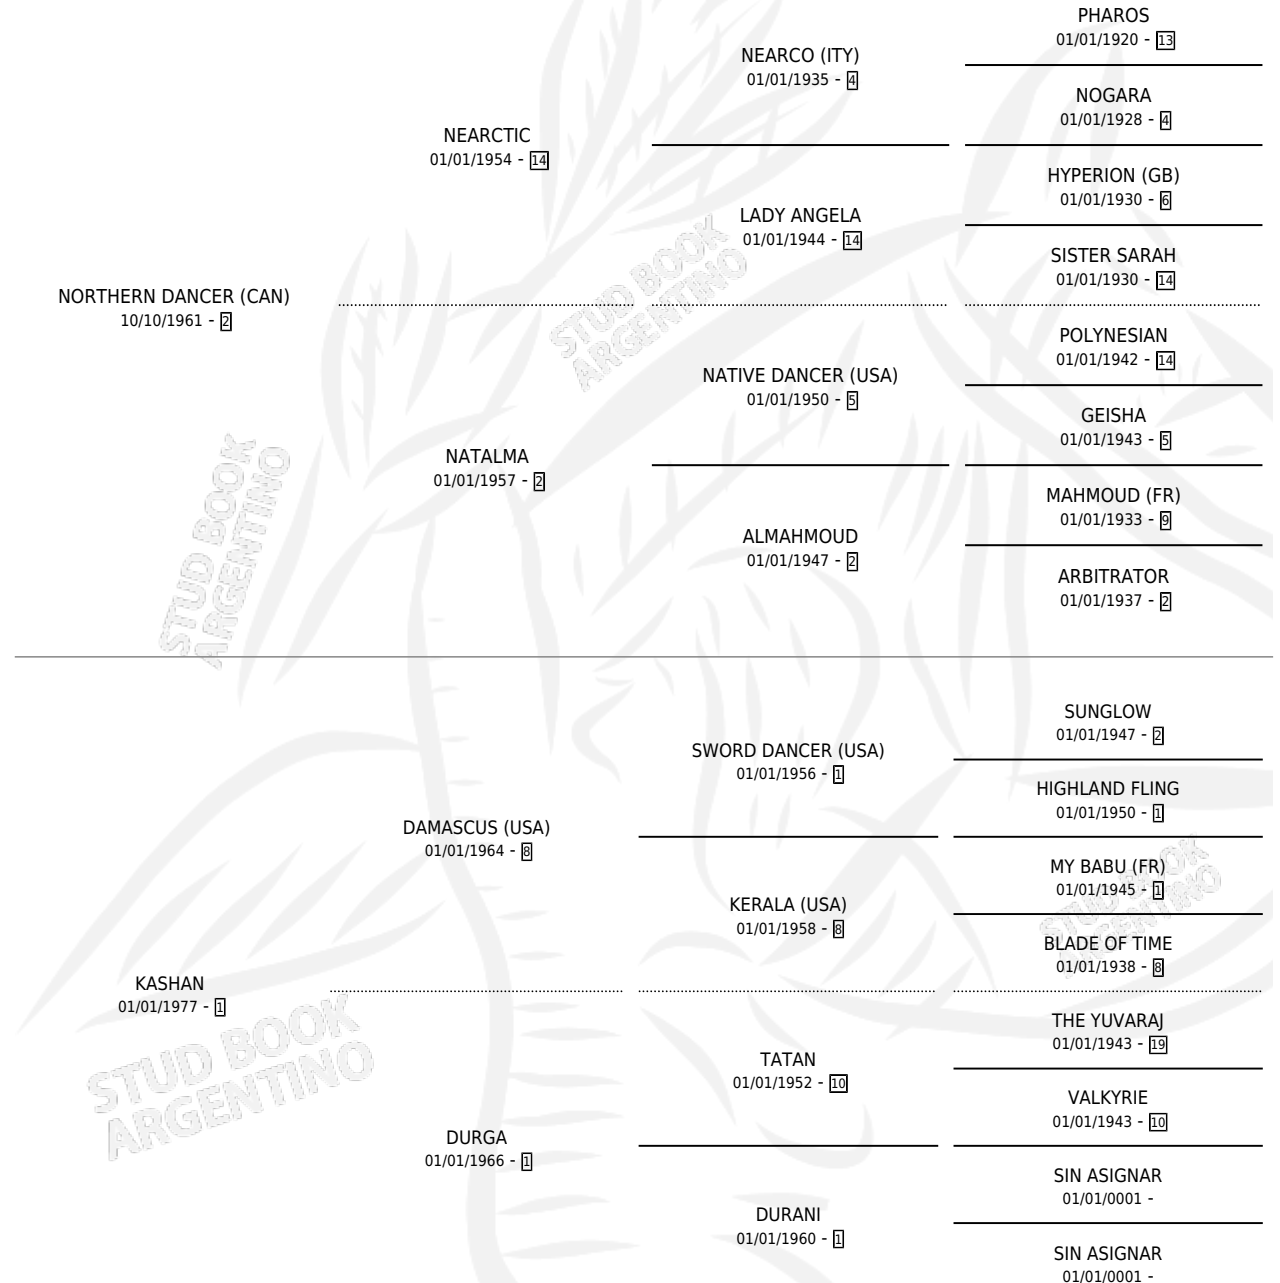 PHAROS
01/01/1920 - 13
NEARCO (ITY)
01/01/1935 - 4
NOGARA
01/01/1928 - 4
NEARCTIC
01/01/1954 - 14
HYPERION (GB)
01/01/1930 - 6
LADY ANGELA
01/01/1944 - 14
SISTER SARAH
01/01/1930 - 14
STUD BOOK
ARGENTINO
NORTHERN DANCER (CAN)
10/10/1961 - 2
POLYNESIAN
01/01/1942 - 14
NATIVE DANCER (USA)
01/01/1950 - 5
GEISHA
01/01/1943 - 5
NATALMA
01/01/1957 - 2
MAHMOUD (FR)
01/01/1933 - 9
ALMAHMOUD
01/01/1947 - 2
ARBITRATOR
01/01/1937 - 2
STUD BOOK
ARGENTINO
SUNGLOW
01/01/1947 - 2
SWORD DANCER (USA)
01/01/1956 - 1
HIGHLAND FLING
01/01/1950 - 1
DAMASCUS (USA)
01/01/1964 - 8
MY BABU (FR)
01/01/1945 - 1
KERALA (USA)
01/01/1958 - 8
BLADE OF TIME
01/01/1938 - 8
STUD BOOK
ARGENTINO
KASHAN
01/01/1977 - 1
THE YUVARAJ
01/01/1943 - 19
TATAN
01/01/1952 - 10
VALKYRIE
01/01/1943 - 10
STUD BOOK
ARGENTINO
DURGA
01/01/1966 - 1
SIN ASIGNAR
01/01/0001 -
DURANI
01/01/1960 - 1
SIN ASIGNAR
01/01/0001 -